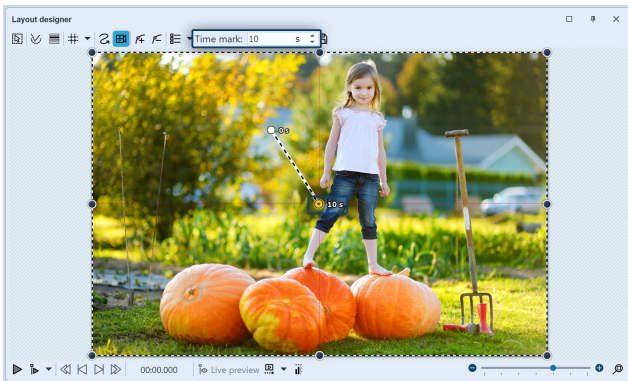 Layout designer
Time mark: 10 s
0 s
10 s
00:00.000 Live preview